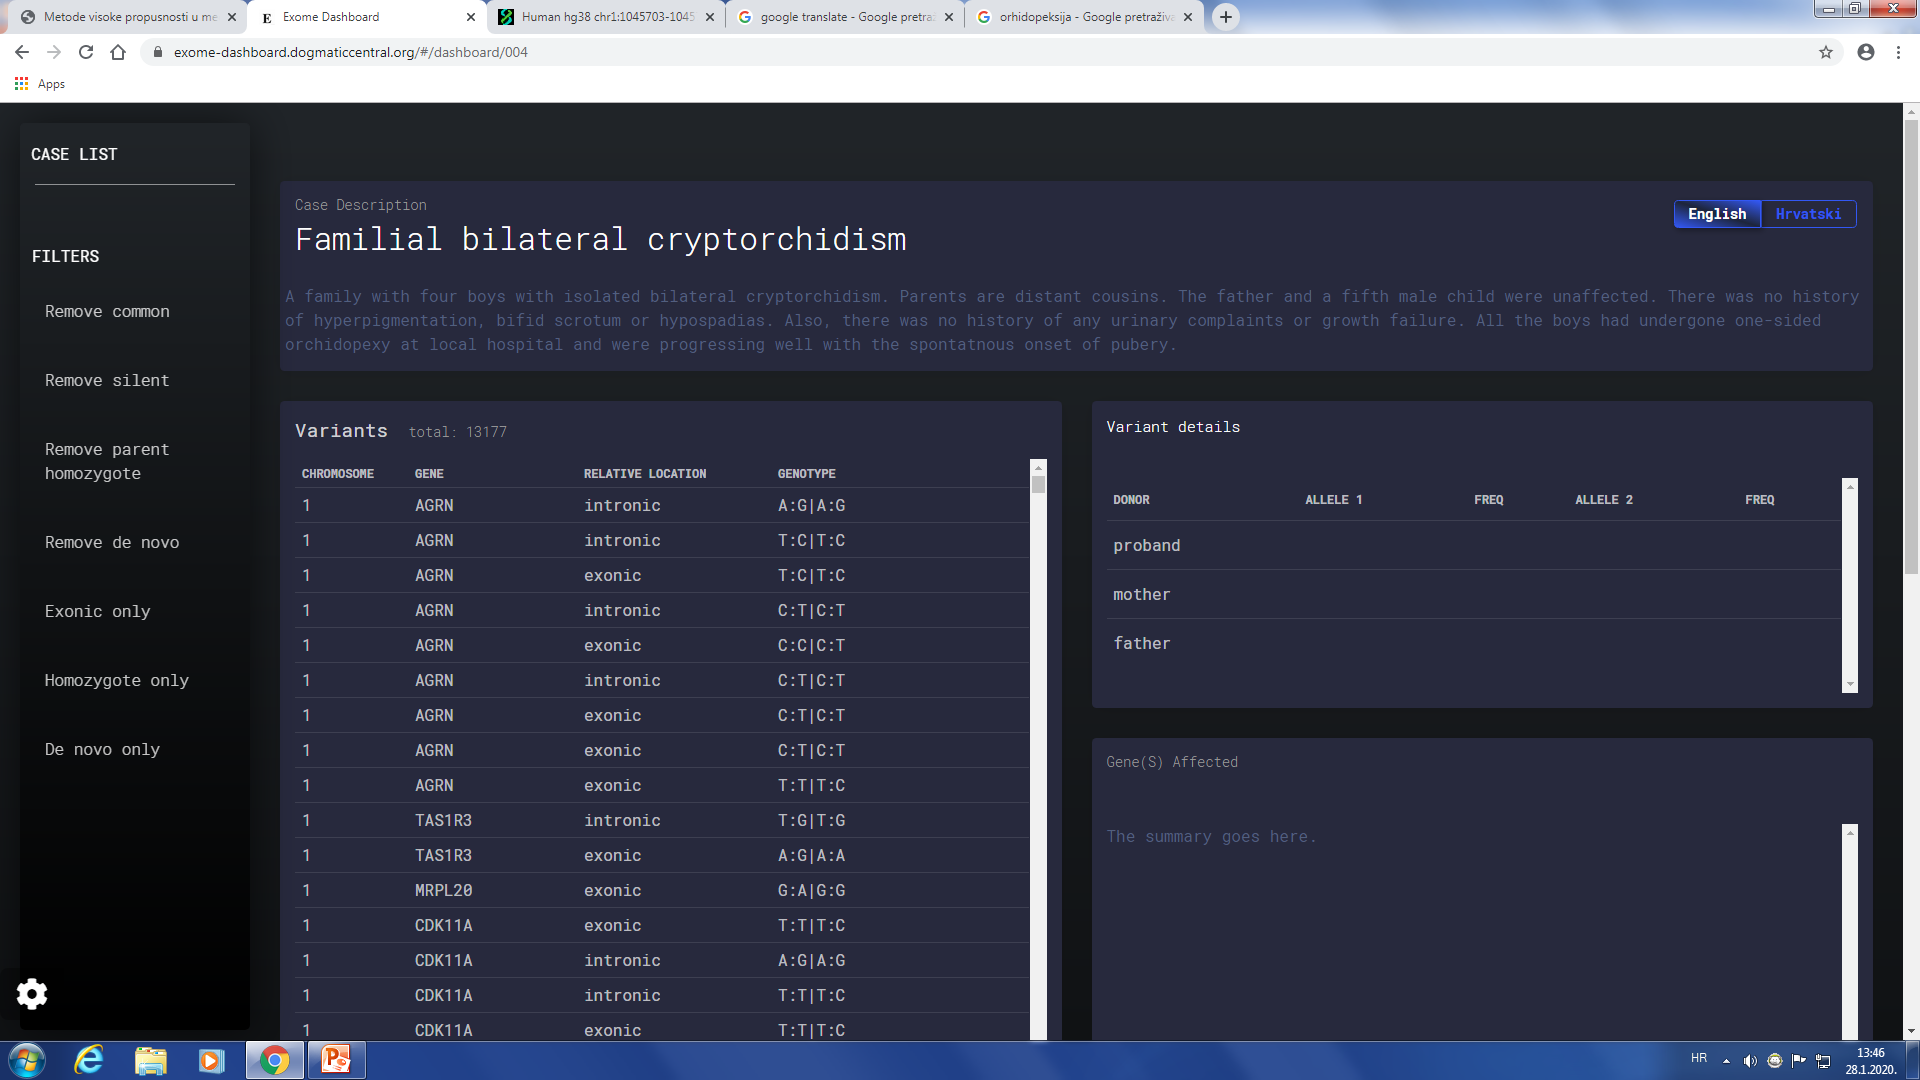 Metode visoke propusnosti u me
Exome Dashboard
Human hg38 chr1:1045703-1045
google translate - Google pretra
orhidopeksija - Google pretraživa
exome-dashboard.dogmaticcentral.org/#/dashboard/004
Apps
CASE LIST
FILTERS
Remove common
Remove silent
Remove parent
homozygote
Remove de novo
Exonic only
Homozygote only
De novo only
Case Description
English Hrvatski
Familial bilateral cryptorchidism
A family with four boys with isolated bilateral cryptorchidism. Parents are distant cousins. The father and a fifth male child were unaffected. There was no history
of hyperpigmentation, bifid scrotum or hypospadias. Also, there was no history of any urinary complaints or growth failure. All the boys had undergone one-sided
orchidopexy at local hospital and were progressing well with the spontatnous onset of pubery.
Variants total: 13177
CHROMOSOME GENE RELATIVE LOCATION GENOTYPE
1 AGRN intronic A:G|A:G
1 AGRN intronic T:C|T:C
1 AGRN exonic T:C|T:C
1 AGRN intronic C:T|C:T
1 AGRN exonic C:C|C:T
1 AGRN intronic C:T|C:T
1 AGRN exonic C:T|C:T
1 AGRN exonic C:T|C:T
1 AGRN exonic T:T|T:C
1 TAS1R3 intronic T:G|T:G
1 TAS1R3 exonic A:G|A:A
1 MRPL20 exonic G:A|G:G
1 CDK11A exonic T:T|T:C
1 CDK11A intronic A:G|A:G
1 CDK11A intronic T:T|T:C
1 CDK11A exonic T:T|T:C
Variant details
DONOR ALLELE 1 FREQ ALLELE 2 FREQ
proband
mother
father
Gene(S) Affected
The summary goes here.
HR
13:46
28.1.2020.